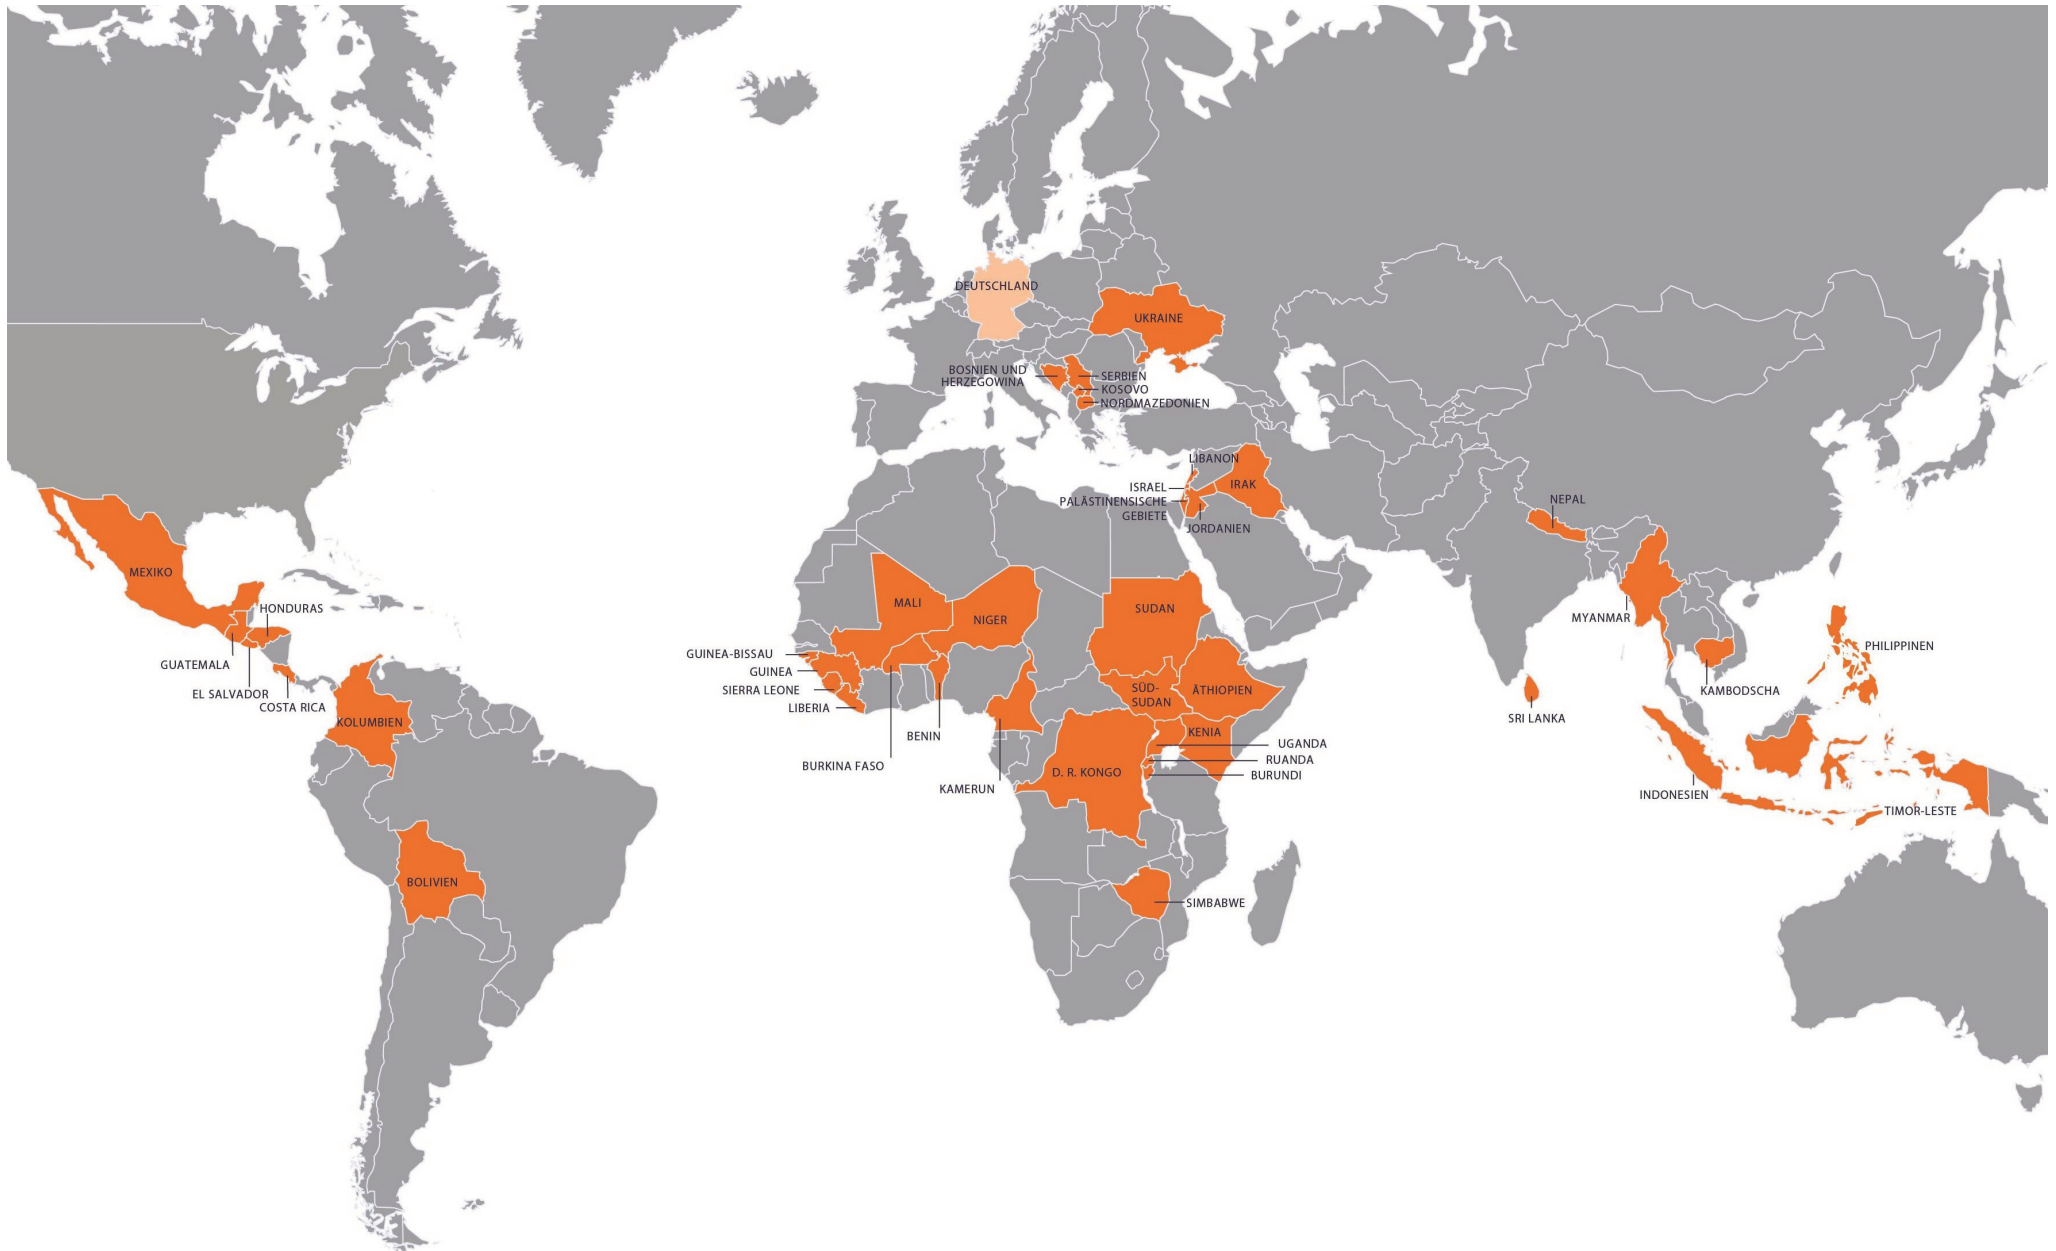 DEUTSCHLAND
UKRAINE
BOSNIEN UND
HERZEGOWINA
SERBIEN
KOSOVO
NORDMAZEDONIEN
LIBANON
ISRAEL
IRAK
PALÄSTINENSISCHE
GEBIETE
JORDANIEN
NEPAL
MEXIKO
HONDURAS
GUATEMALA
EL SALVADOR
COSTA RICA
KOLUMBIEN
BOLIVIEN
MALI
NIGER
SUDAN
GUINEA-BISSAU
GUINEA
SIERRA LEONE
LIBERIA
BURKINA FASO
BENIN
KAMERUN
SÜD-
SUDAN
ÄTHIOPIEN
KENIA
UGANDA
RUANDA
BURUNDI
D. R. KONGO
SIMBABWE
MYANMAR
PHILIPPINEN
KAMBODSCHA
SRI LANKA
INDONESIEN
TIMOR-LESTE